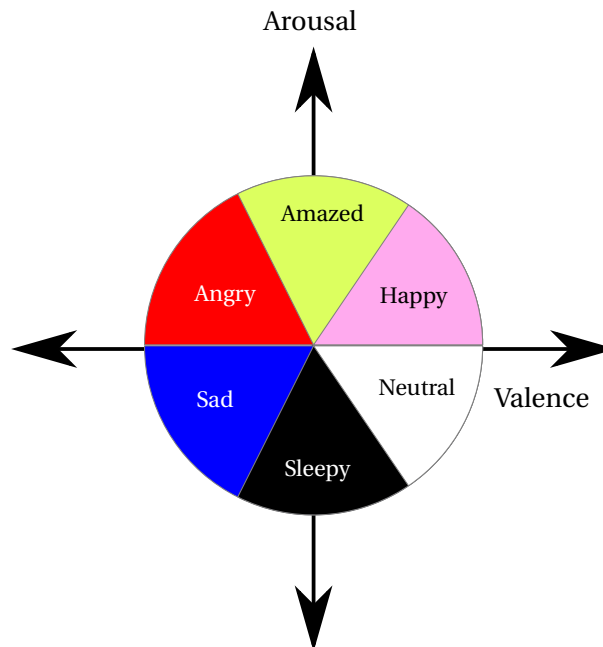 Arousal
Amazed
Angry
Happy
Neutral
Sad
Valence
Sleepy